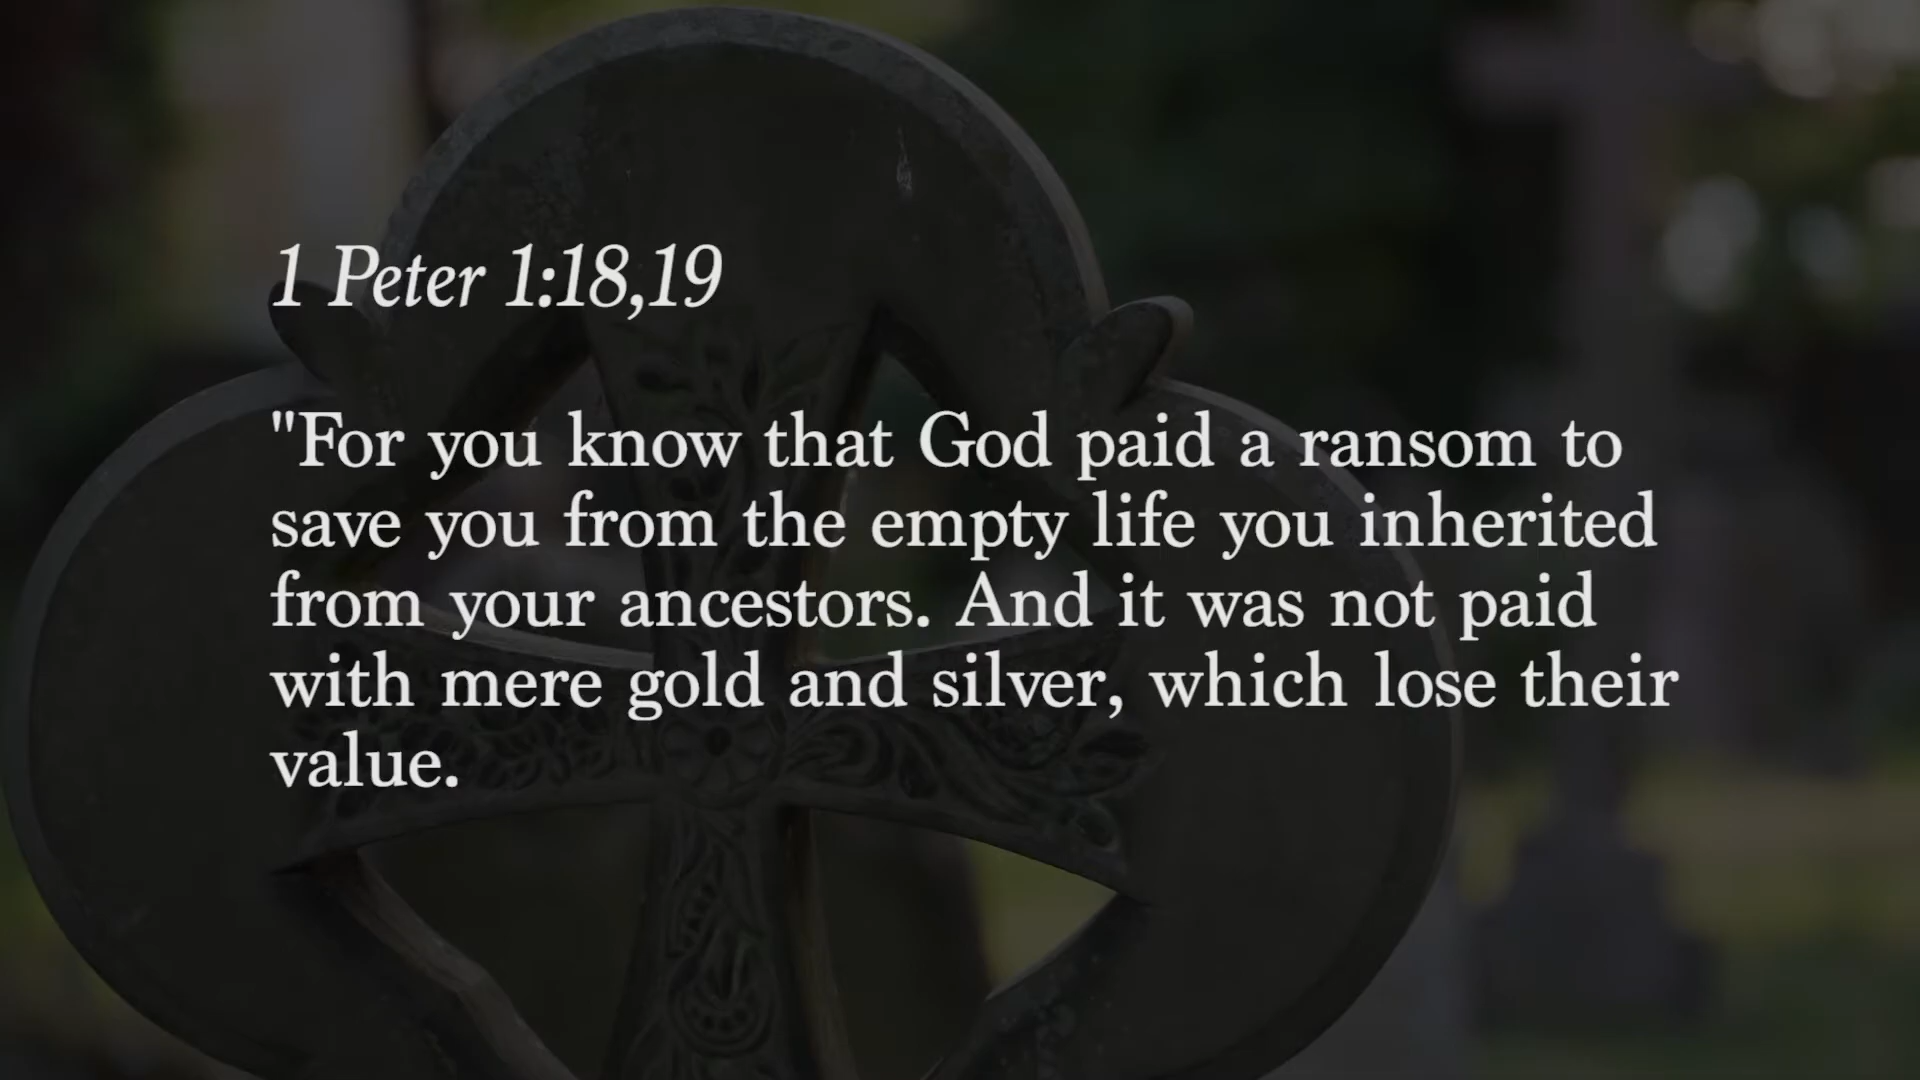 1 Peter 1:18,19
"For you know that God paid a ransom to
save you from the empty life you inherited
from your ancestors. And it was not paid
with mere gold and silver, which lose their
value.